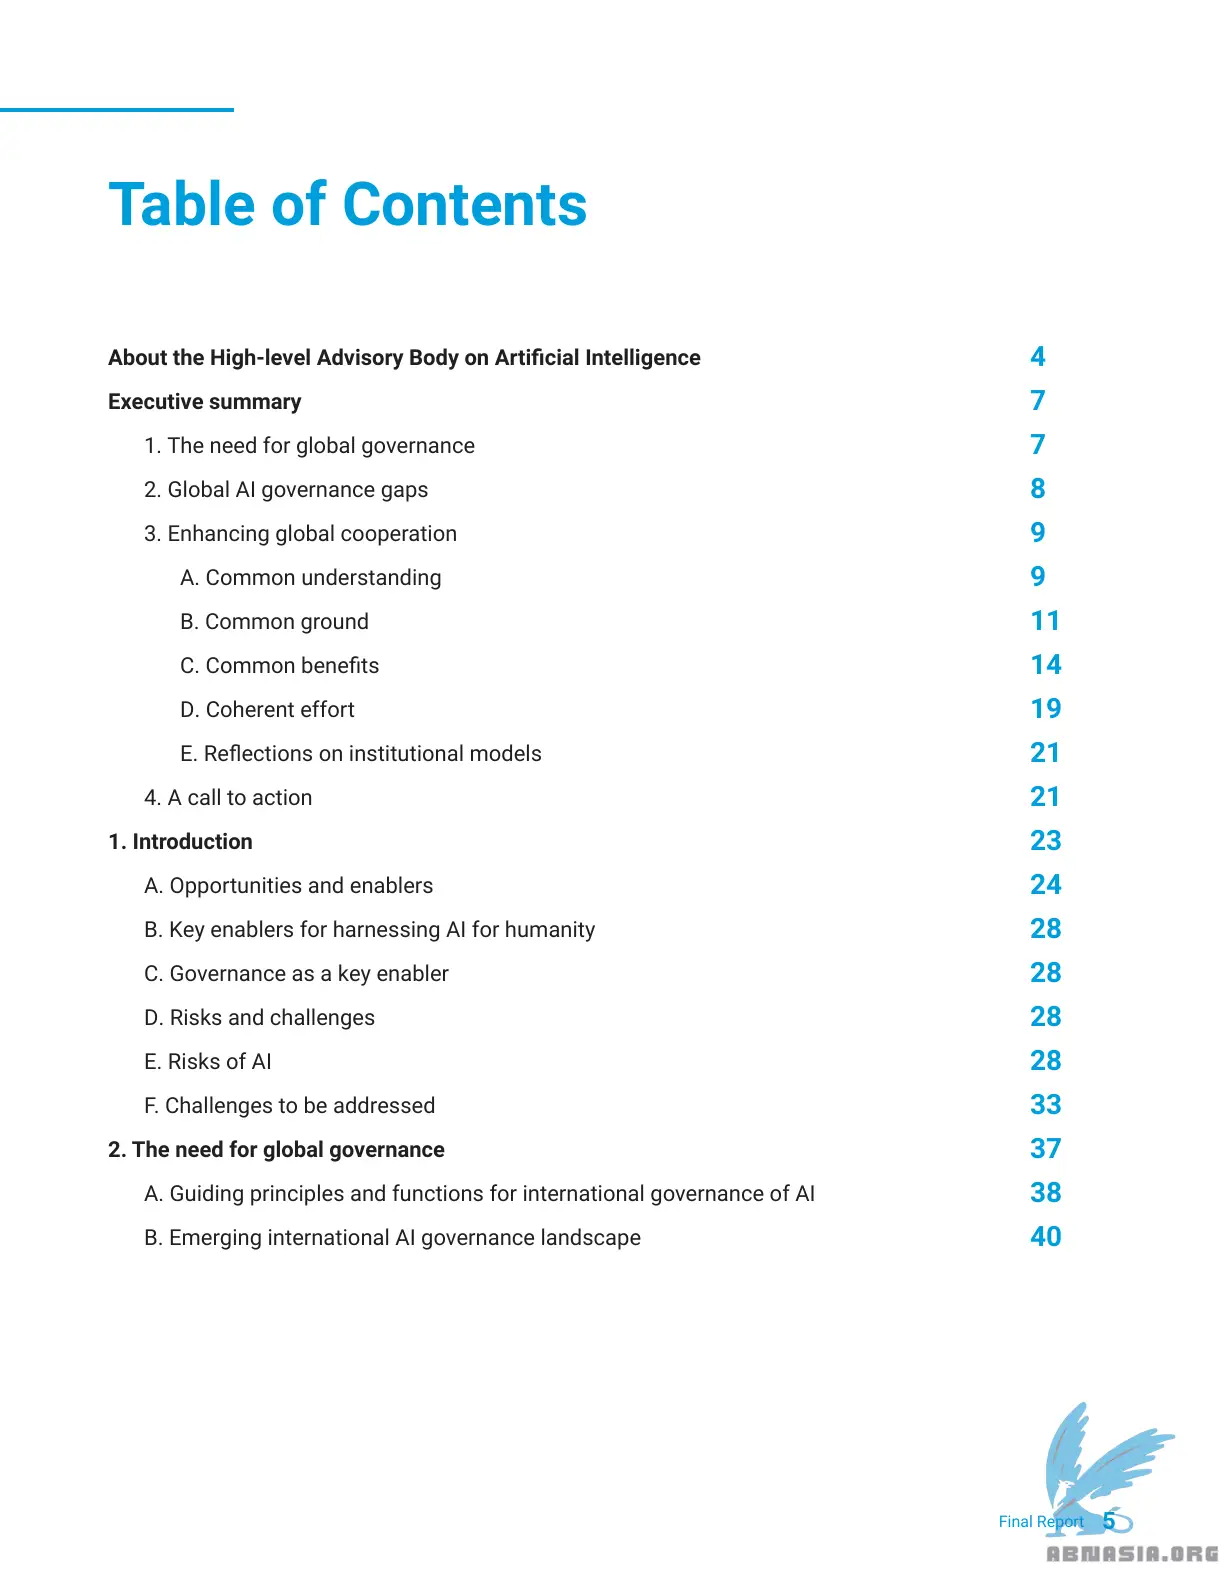 Table of Contents
About the High-level Advisory Body on Artificial Intelligence 4
Executive summary 7
1. The need for global governance 7
2. Global AI governance gaps 8
3. Enhancing global cooperation 9
A. Common understanding 9
B. Common ground 11
C. Common benefits 14
D. Coherent effort 19
E. Reflections on institutional models 21
4. A call to action 21
1. Introduction 23
A. Opportunities and enablers 24
B. Key enablers for harnessing AI for humanity 28
C. Governance as a key enabler 28
D. Risks and challenges 28
E. Risks of AI 28
F. Challenges to be addressed 33
2. The need for global governance 37
A. Guiding principles and functions for international governance of AI 38
B. Emerging international AI governance landscape 40
Final Report 5
ABNASIA.ORG